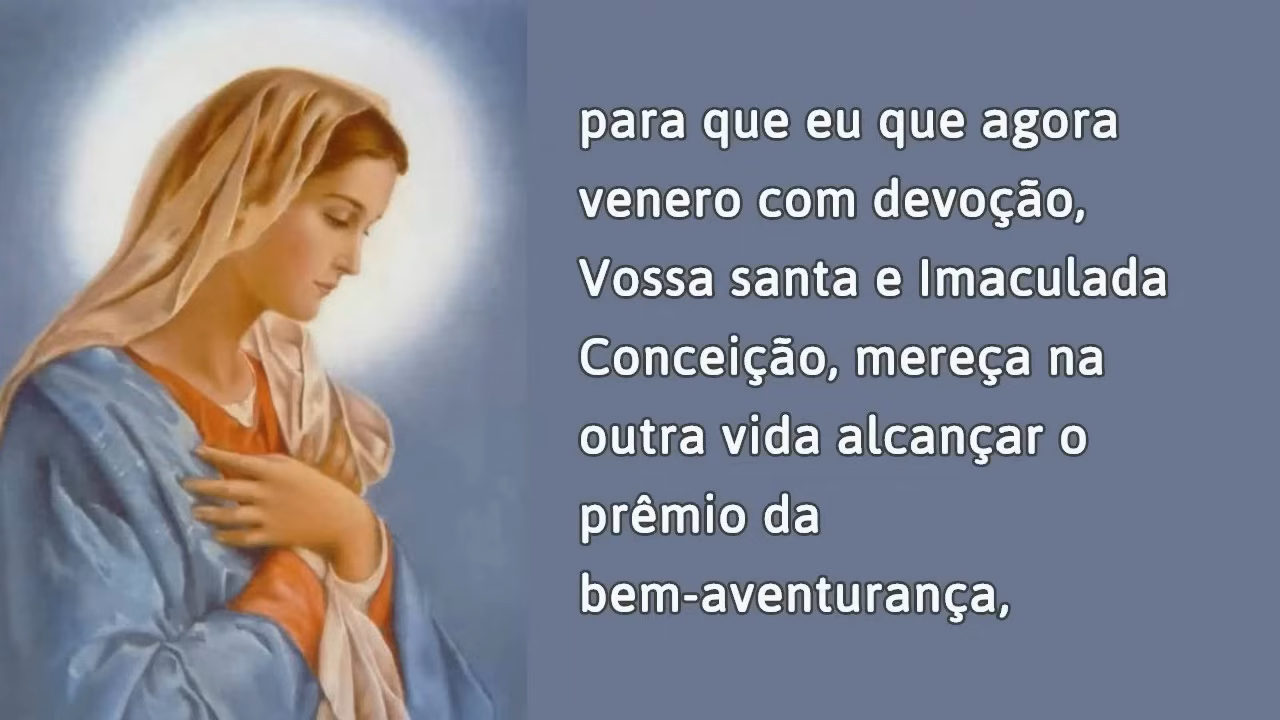 para que eu que agora
venero com devoção,
Vossa santa e Imaculada
Conceição, mereça na
outra vida alcançar o
prêmio da
bem-aventurança,